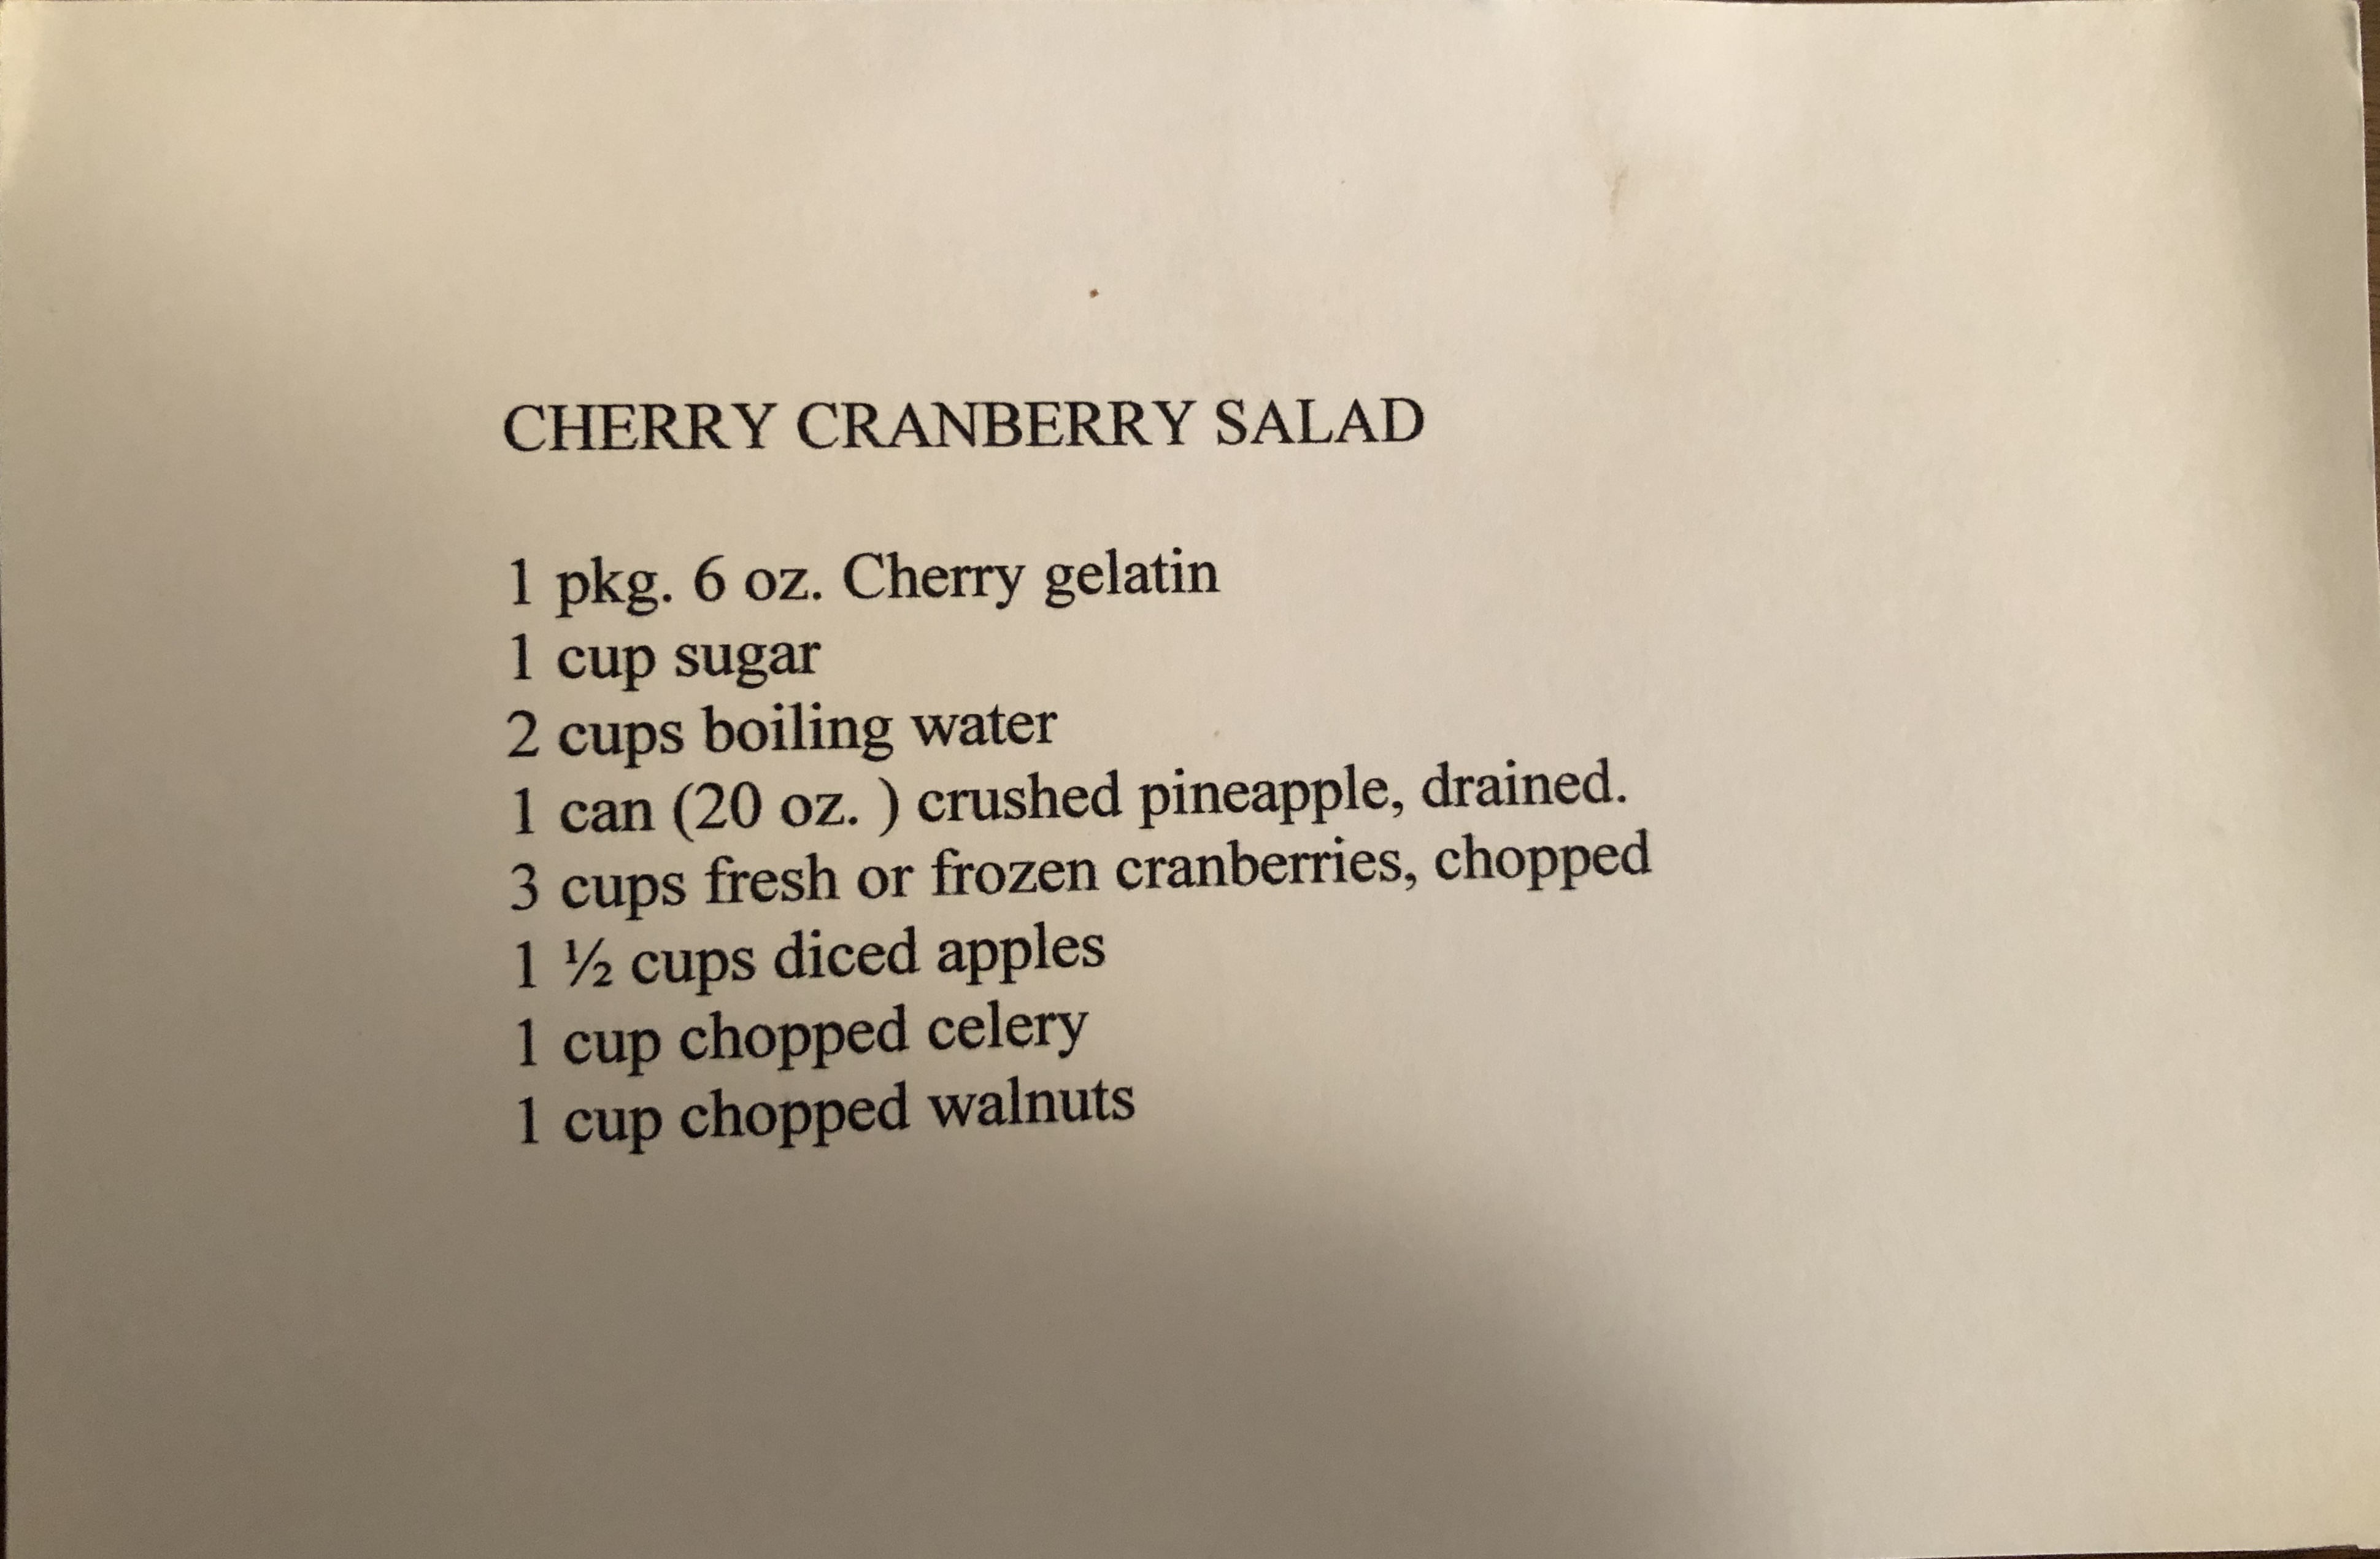 CHERRY CRANBERRY SALAD
1 pkg. 6 oz. Cherry gelatin
1 cup sugar
2 cups boiling water
1 can (20 oz. ) crushed pineapple, drained.
3 cups fresh or frozen cranberries, chopped
1 ½ cups diced apples
1 cup chopped celery
1 cup chopped walnuts